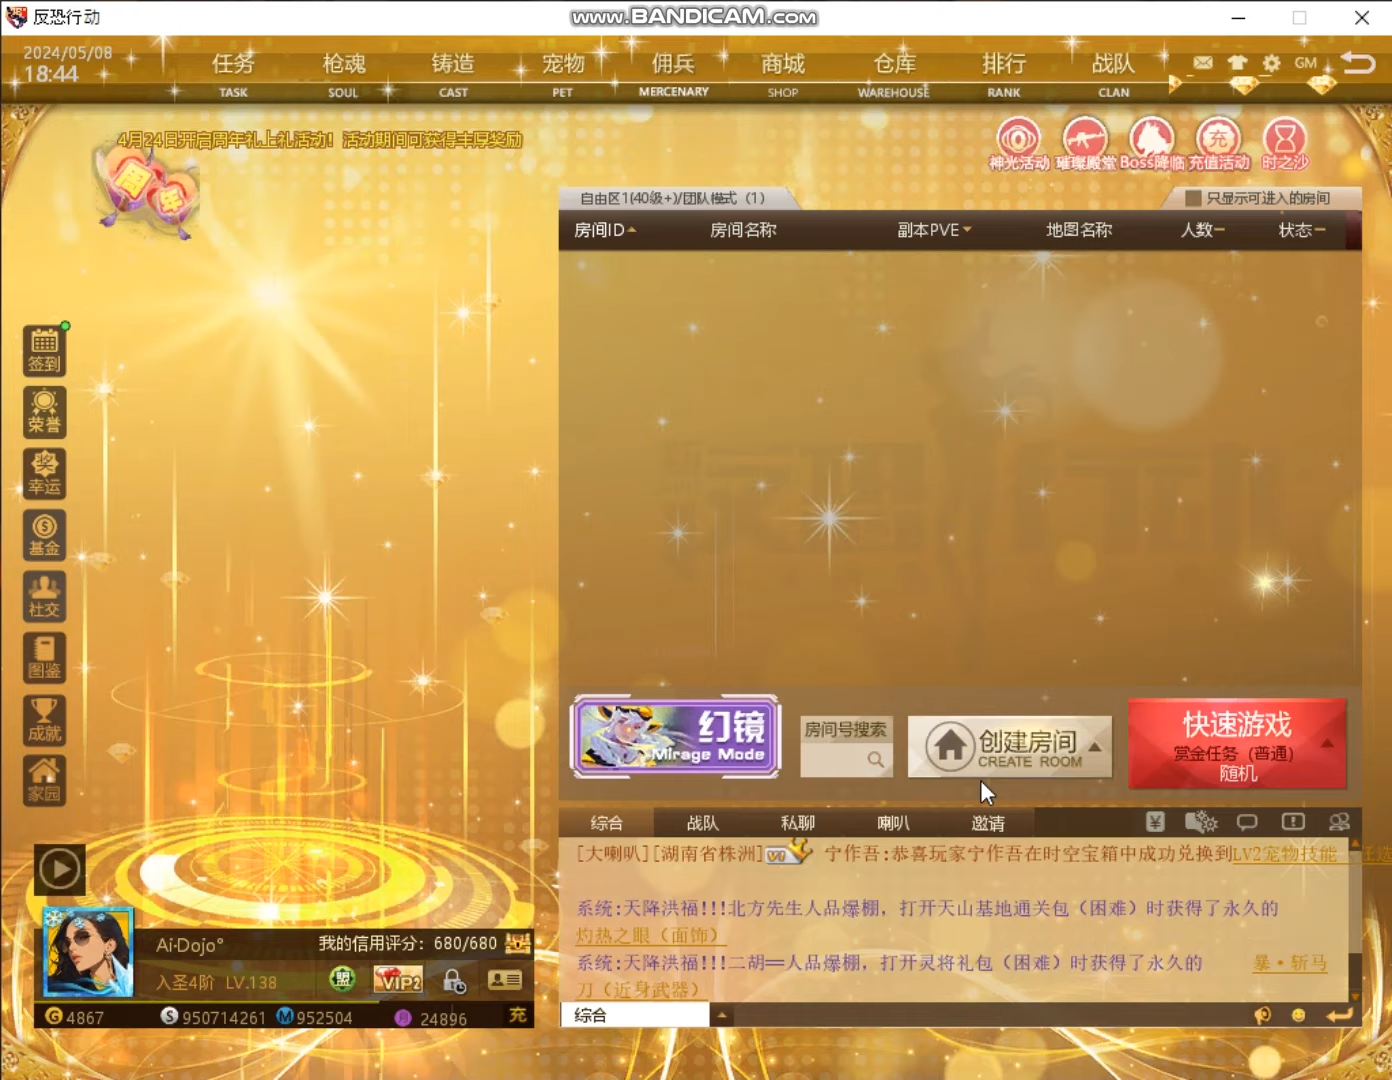 反恐行动
www.BANDICAM.com
2024/05/08
18:44
任务 枪魂 铸造 宠物 佣兵 商城 仓库 排行 战队
TASK SOUL CAST PET MERCENARY SHOP WAREHOUSE RANK CLAN
GM
4月24日开启周年礼上礼活动！活动期间可获得丰厚奖励
周年
神光活动 璀璨殿堂 Boss降临 充值活动 时之沙
充
自由区1(40级+)/团队模式（1）
只显示可进入的房间
房间ID 房间名称 副本PVE 地图名称 人数 状态
签到
荣誉
奖
幸运
基金
社交
图鉴
成就
家园
幻镜
Mirage Mode
房间号搜索
创建房间
CREATE ROOM
快速游戏
赏金任务（普通）
随机
综合 战队 私聊 喇叭 邀请
[大喇叭][湖南省株洲]
宁作吾:恭喜玩家宁作吾在时空宝箱中成功兑换到LV2宠物技能
系统:天降洪福!!!北方先生人品爆棚，打开天山基地通关包（困难）时获得了永久的
灼热之眼（面饰）
系统:天降洪福!!!二胡══人品爆棚，打开灵将礼包（困难）时获得了永久的 暴·斩马
刀（近身武器）
综合
Ai·Dojo°
我的信用评分：680/680
入圣4阶 LV.138
盟
VIP2
G 4867 S 950714261 M 952504 月 24896 充